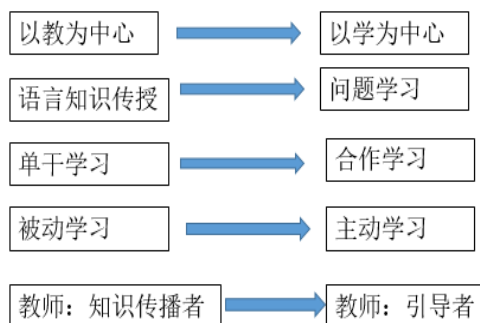 以教为中心 以学为中心
语言知识传授 问题学习
单干学习 合作学习
被动学习 主动学习
教师：知识传播者 教师：引导者